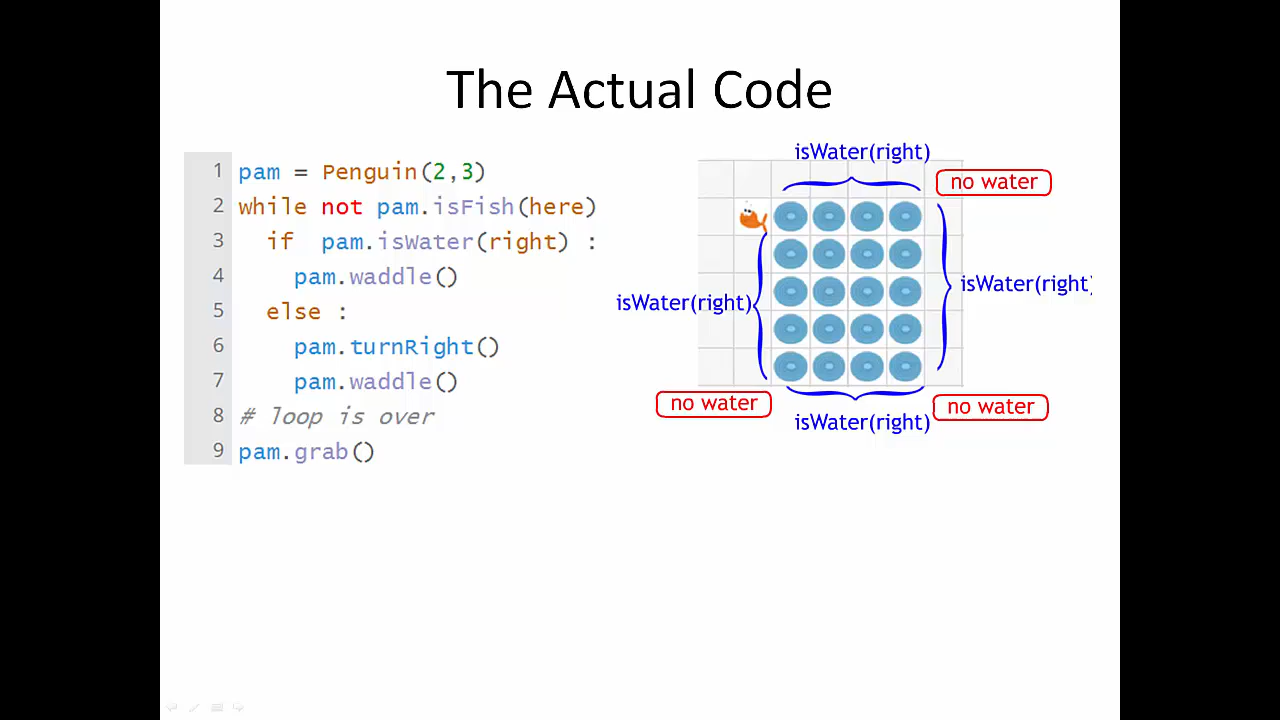 The Actual Code
1 pam = Penguin(2,3)
2 while not pam.isFish(here)
3 if pam.isWater(right) :
4 pam.waddle()
5 else :
6 pam.turnRight()
7 pam.waddle()
8 # loop is over
9 pam.grab()
isWater(right)
no water
isWater(right)
isWater(right)
no water
no water
isWater(right)